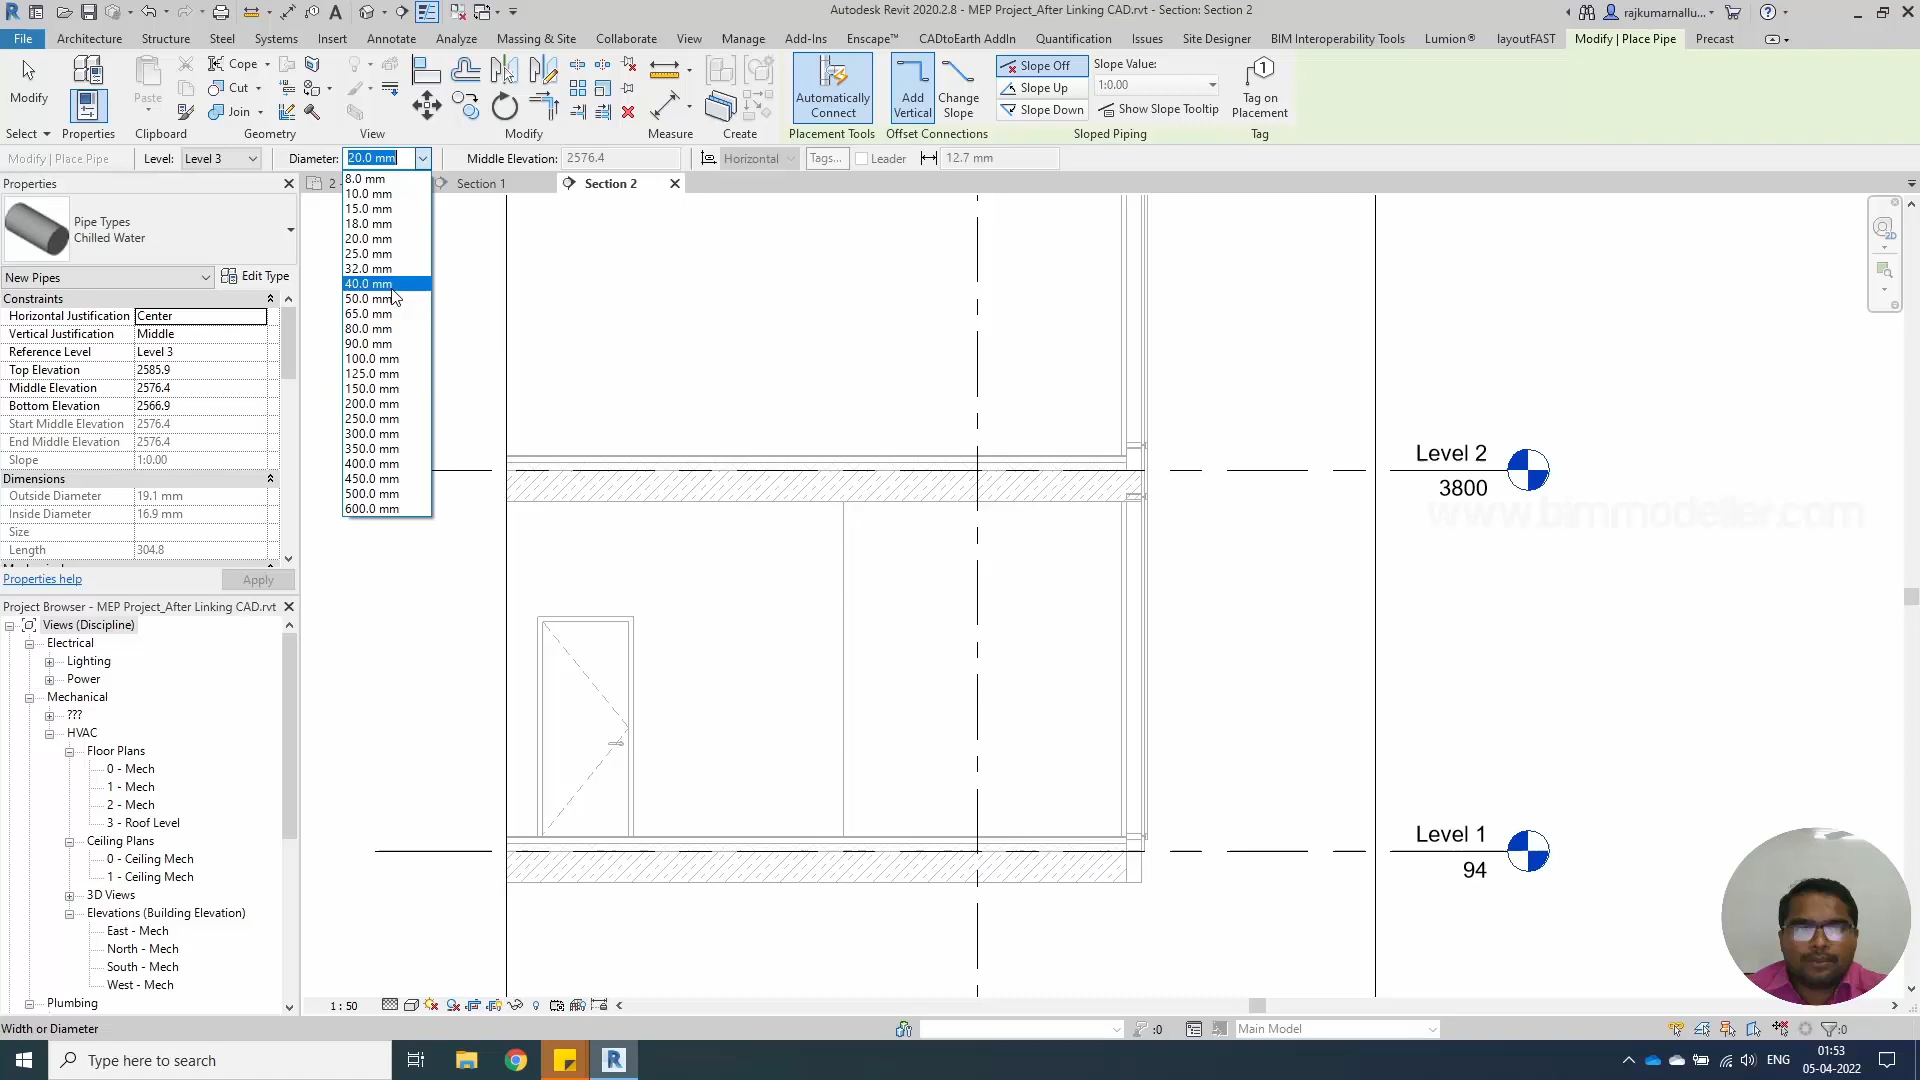 Autodesk Revit 2020.2.8 - MEP Project_After Linking CAD.rvt - Section: Section 2
rajkumarnallu...
File Architecture Structure Steel Systems Insert Annotate Analyze Massing & Site Collaborate View Manage Add-Ins Enscape™ CADtoEarth AddIn Quantification Issues Site Designer BIM Interoperability Tools Lumion® layoutFAST Modify | Place Pipe Precast
Modify
Paste
Cope
Cut
Join
Automatically
Connect
Add
Vertical
Change
Slope
Slope Off
Slope Up
Slope Down
Slope Value:
1:0.00
Show Slope Tooltip
Tag on
Placement
Select Properties Clipboard Geometry View Modify Measure Create Placement Tools Offset Connections Sloped Piping Tag
Modify | Place Pipe Level: Level 3 Diameter: 20.0 mm Middle Elevation: 2576.4 Horizontal Tags... Leader 12.7 mm
Properties
2 -
Section 1
Section 2
Pipe Types
Chilled Water
New Pipes Edit Type
Constraints
Horizontal Justification Center
Vertical Justification Middle
Reference Level Level 3
Top Elevation 2585.9
Middle Elevation 2576.4
Bottom Elevation 2566.9
Start Middle Elevation 2576.4
End Middle Elevation 2576.4
Slope 1:0.00
Dimensions
Outside Diameter 19.1 mm
Inside Diameter 16.9 mm
Size
Length 304.8
Properties help Apply
8.0 mm
10.0 mm
15.0 mm
18.0 mm
20.0 mm
25.0 mm
32.0 mm
40.0 mm
50.0 mm
65.0 mm
80.0 mm
90.0 mm
100.0 mm
125.0 mm
150.0 mm
200.0 mm
250.0 mm
300.0 mm
350.0 mm
400.0 mm
450.0 mm
500.0 mm
600.0 mm
Level 2
3800
www.bimmodeller.com
Level 1
94
Project Browser - MEP Project_After Linking CAD.rvt
Views (Discipline)
Electrical
Lighting
Power
Mechanical
???
HVAC
Floor Plans
0 - Mech
1 - Mech
2 - Mech
3 - Roof Level
Ceiling Plans
0 - Ceiling Mech
1 - Ceiling Mech
3D Views
Elevations (Building Elevation)
East - Mech
North - Mech
South - Mech
West - Mech
Plumbing
1 : 50
Width or Diameter
:0
Main Model
:0
Type here to search
ENG
01:53
05-04-2022